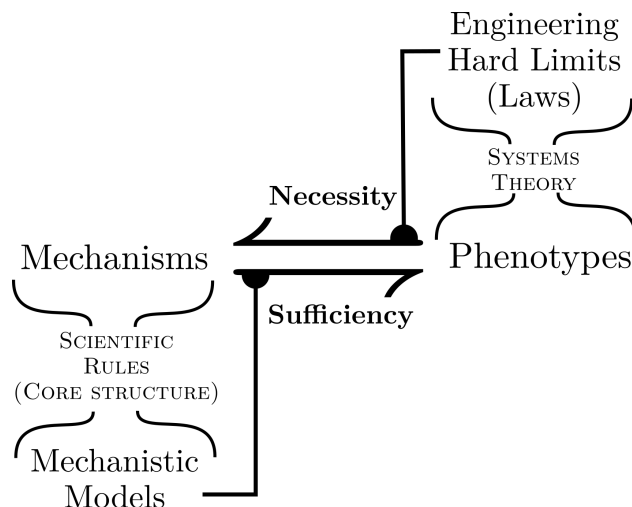 Engineering
Hard Limits
(Laws)
Systems
Theory
Necessity
Mechanisms
Phenotypes
Sufficiency
Scientific
Rules
(Core structure)
Mechanistic
Models